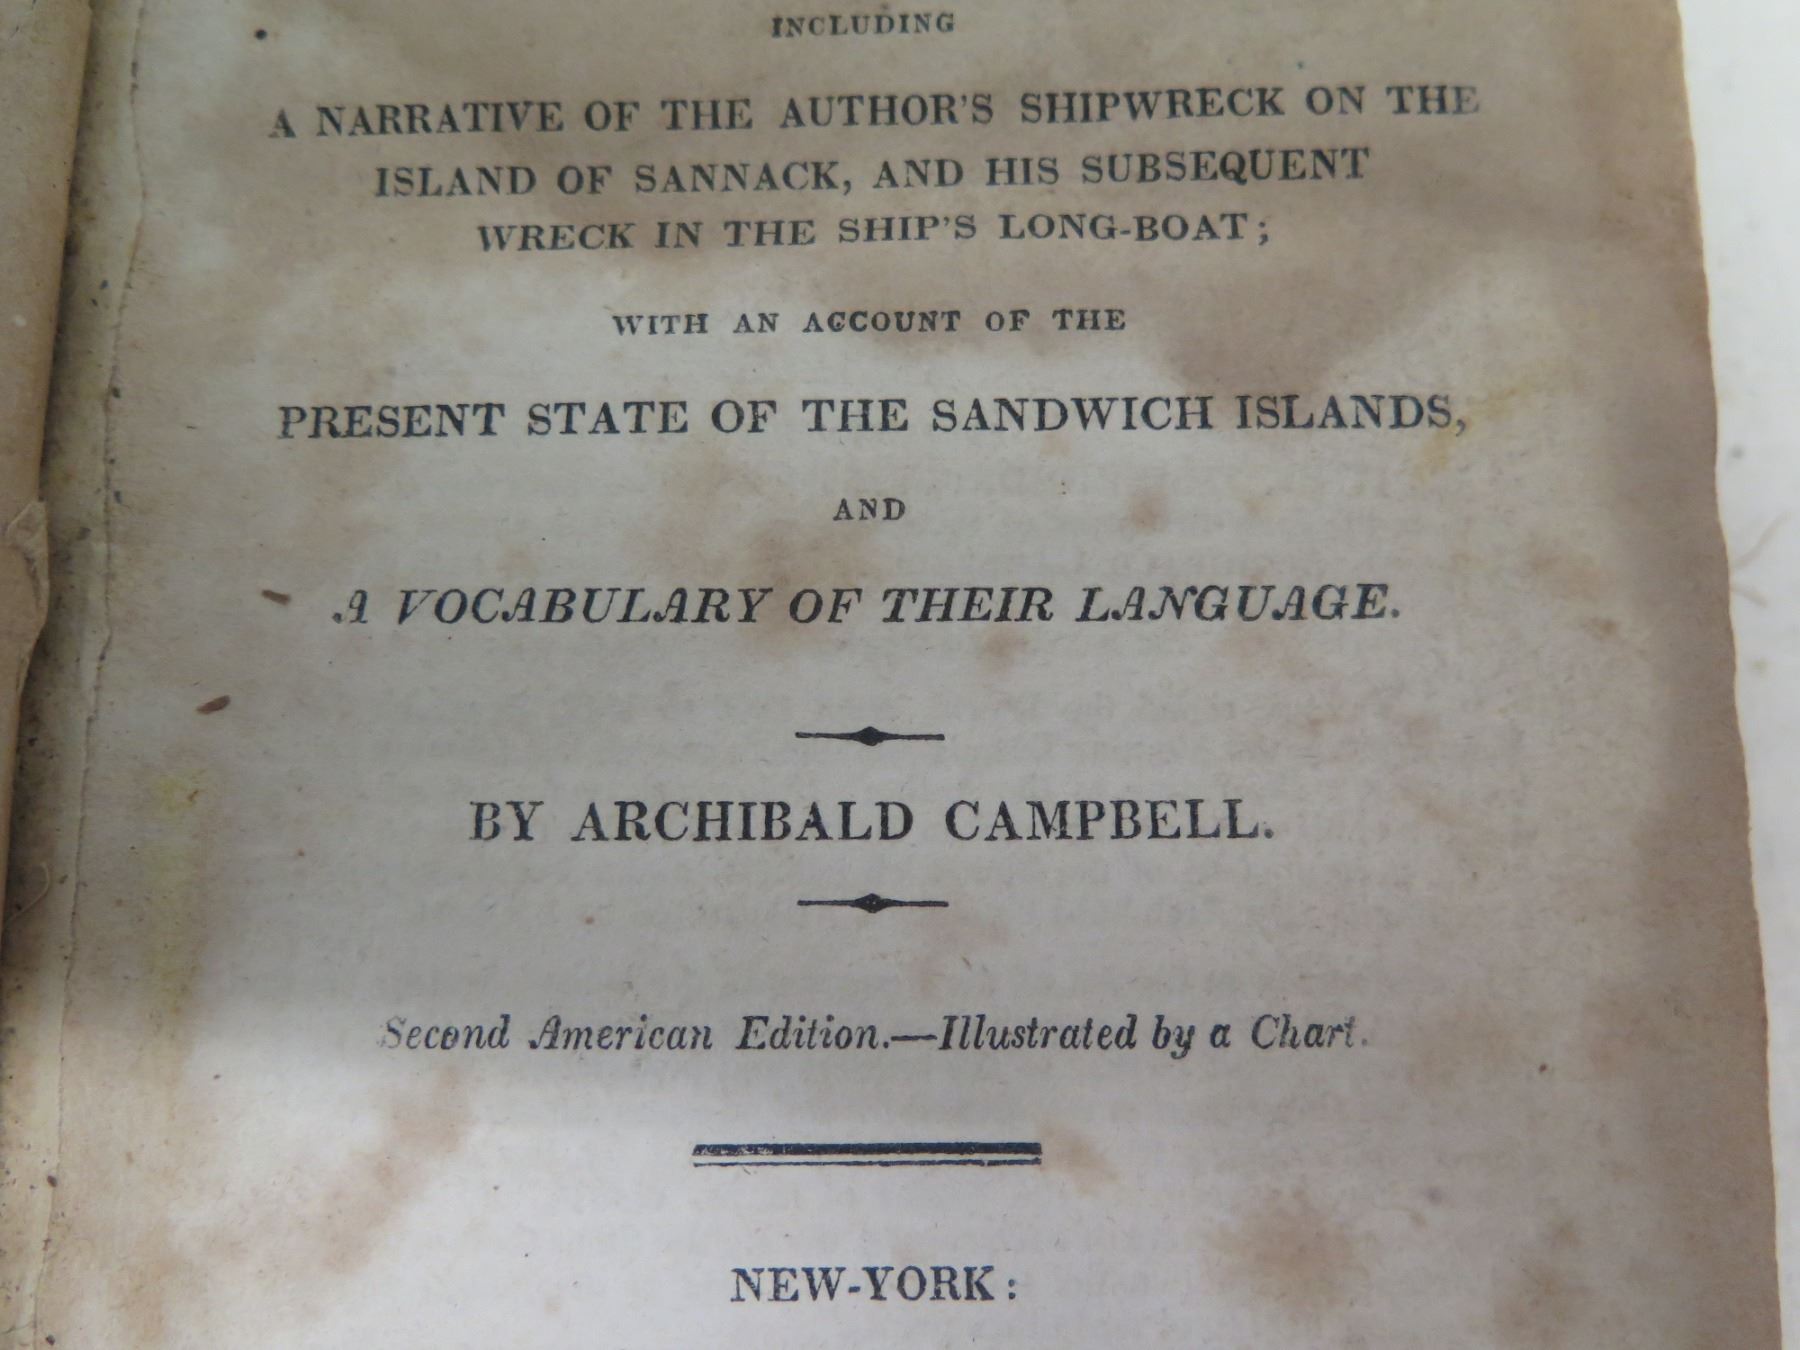 INCLUDING
A NARRATIVE OF THE AUTHOR'S SHIPWRECK ON THE
ISLAND OF SANNACK, AND HIS SUBSEQUENT
WRECK IN THE SHIP'S LONG-BOAT;
WITH AN ACCOUNT OF THE
PRESENT STATE OF THE SANDWICH ISLANDS,
AND
A VOCABULARY OF THEIR LANGUAGE.
BY ARCHIBALD CAMPBELL.
Second American Edition.—Illustrated by a Chart.
NEW-YORK: